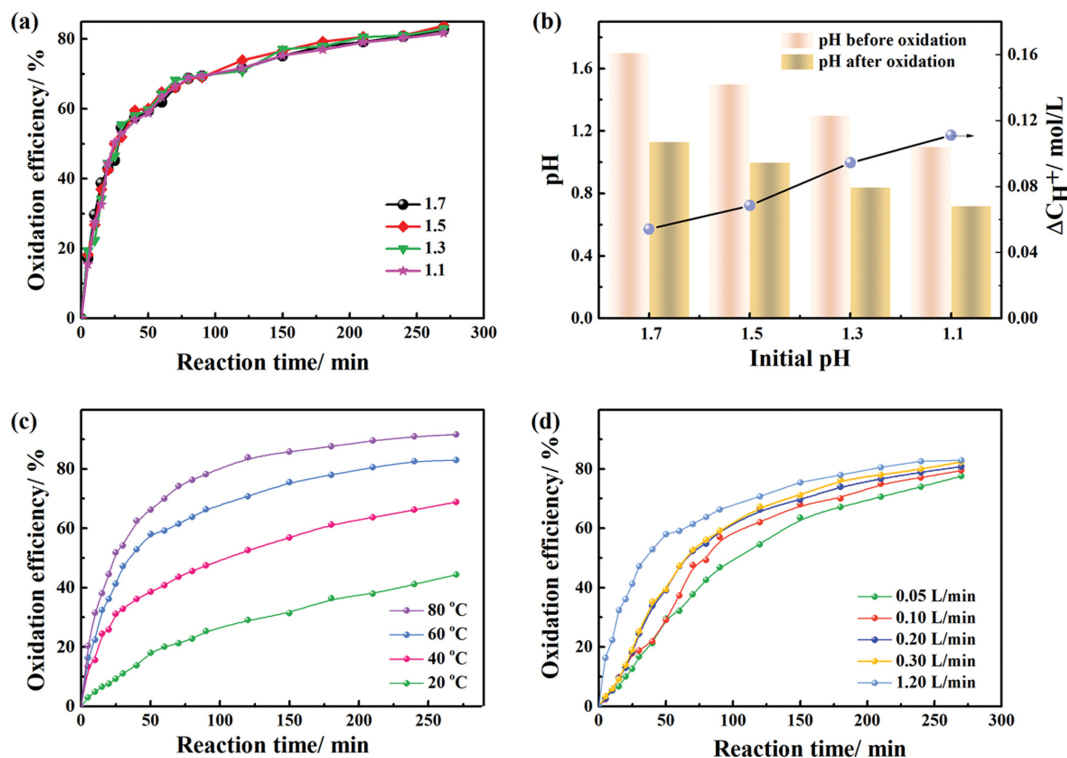 (a)
Oxidation efficiency/ %
80
60
40
20
0
1.7
1.5
1.3
1.1
0 50 100 150 200 250 300
Reaction time/ min
(b)
pH before oxidation
pH after oxidation
pH
1.6
1.2
0.8
0.4
0.0
0.16
0.12
0.08
0.04
0.00
ΔCH+/ mol/L
1.7 1.5 1.3 1.1
Initial pH
(c)
Oxidation efficiency/ %
80
60
40
20
0
80 °C
60 °C
40 °C
20 °C
0 50 100 150 200 250
Reaction time/ min
(d)
Oxidation efficiency/ %
80
60
40
20
0
0.05 L/min
0.10 L/min
0.20 L/min
0.30 L/min
1.20 L/min
0 50 100 150 200 250 300
Reaction time/ min